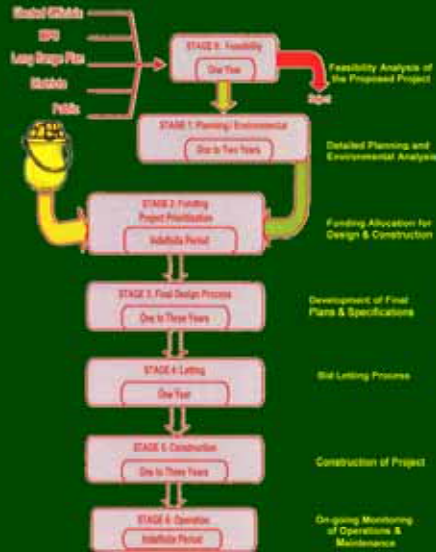 Elected Officials
MPO
Long Range Plan
Districts
Public
STAGE 0: Feasibility
One Year
Feasibility Analysis of
the Proposed Project
Reject
STAGE 1: Planning / Environmental
One to Two Years
Detailed Planning and
Environmental Analysis
STAGE 2: Funding
Project Prioritization
Indefinite Period
Funding Allocation for
Design & Construction
STAGE 3: Final Design Process
One to Three Years
Development of Final
Plans & Specifications
STAGE 4: Letting
One Year
Bid Letting Process
STAGE 5: Construction
One to Three Years
Construction of Project
STAGE 6: Operation
Indefinite Period
On-going Monitoring
of Operations &
Maintenance